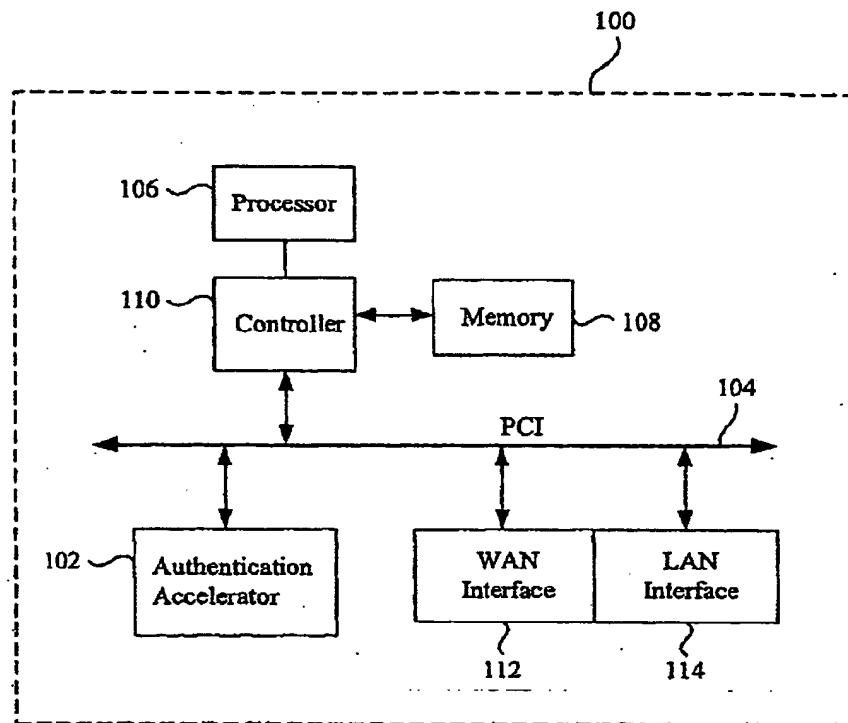 100
106
Processor
110
Controller
Memory
108
104
PCI
102
Authentication
Accelerator
WAN
Interface
LAN
Interface
112
114